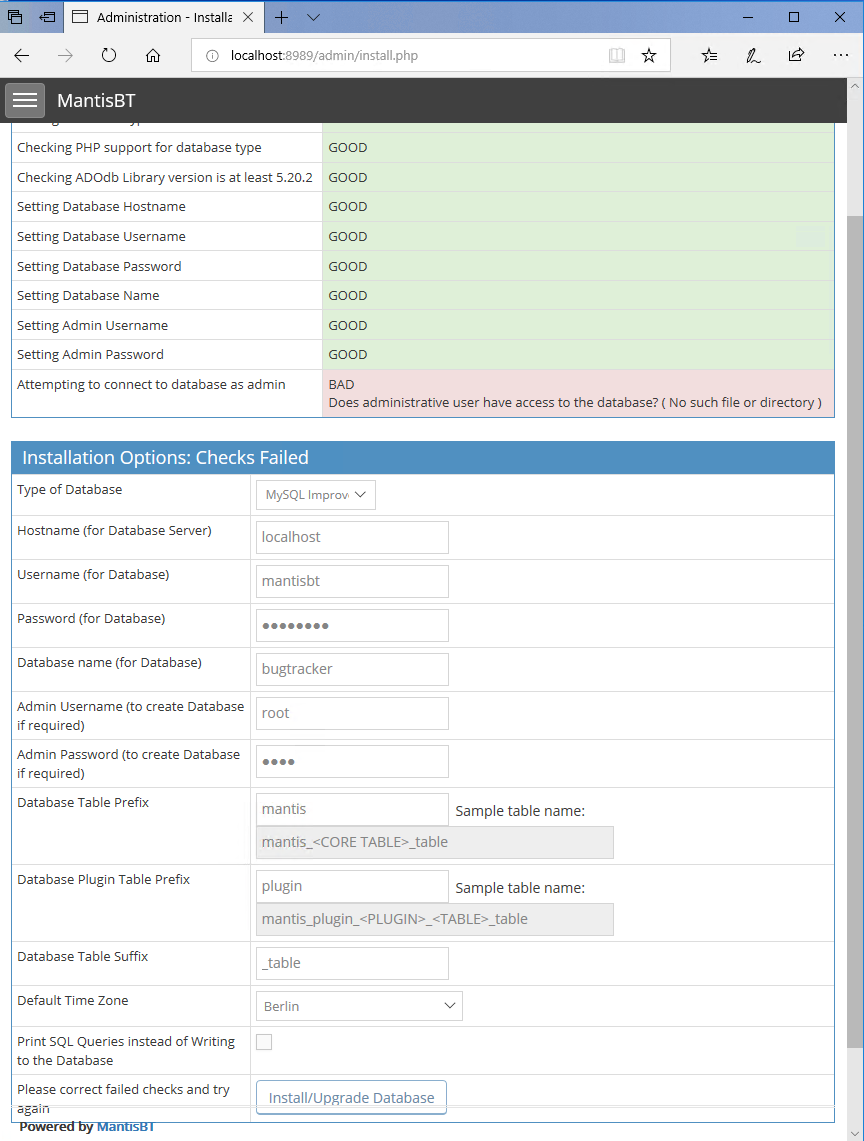 Administration - Installa
localhost:8989/admin/install.php
MantisBT
Checking PHP support for database type GOOD
Checking ADOdb Library version is at least 5.20.2 GOOD
Setting Database Hostname GOOD
Setting Database Username GOOD
Setting Database Password GOOD
Setting Database Name GOOD
Setting Admin Username GOOD
Setting Admin Password GOOD
Attempting to connect to database as admin BAD
Does administrative user have access to the database? ( No such file or directory )
Installation Options: Checks Failed
Type of Database MySQL Improv
Hostname (for Database Server) localhost
Username (for Database) mantisbt
Password (for Database) ●●●●●●●●
Database name (for Database) bugtracker
Admin Username (to create Database
if required) root
Admin Password (to create Database
if required) ●●●●
Database Table Prefix mantis Sample table name:
mantis_<CORE TABLE>_table
Database Plugin Table Prefix plugin Sample table name:
mantis_plugin_<PLUGIN>_<TABLE>_table
Database Table Suffix _table
Default Time Zone Berlin
Print SQL Queries instead of Writing
to the Database
Please correct failed checks and try
again Install/Upgrade Database
Powered by MantisBT